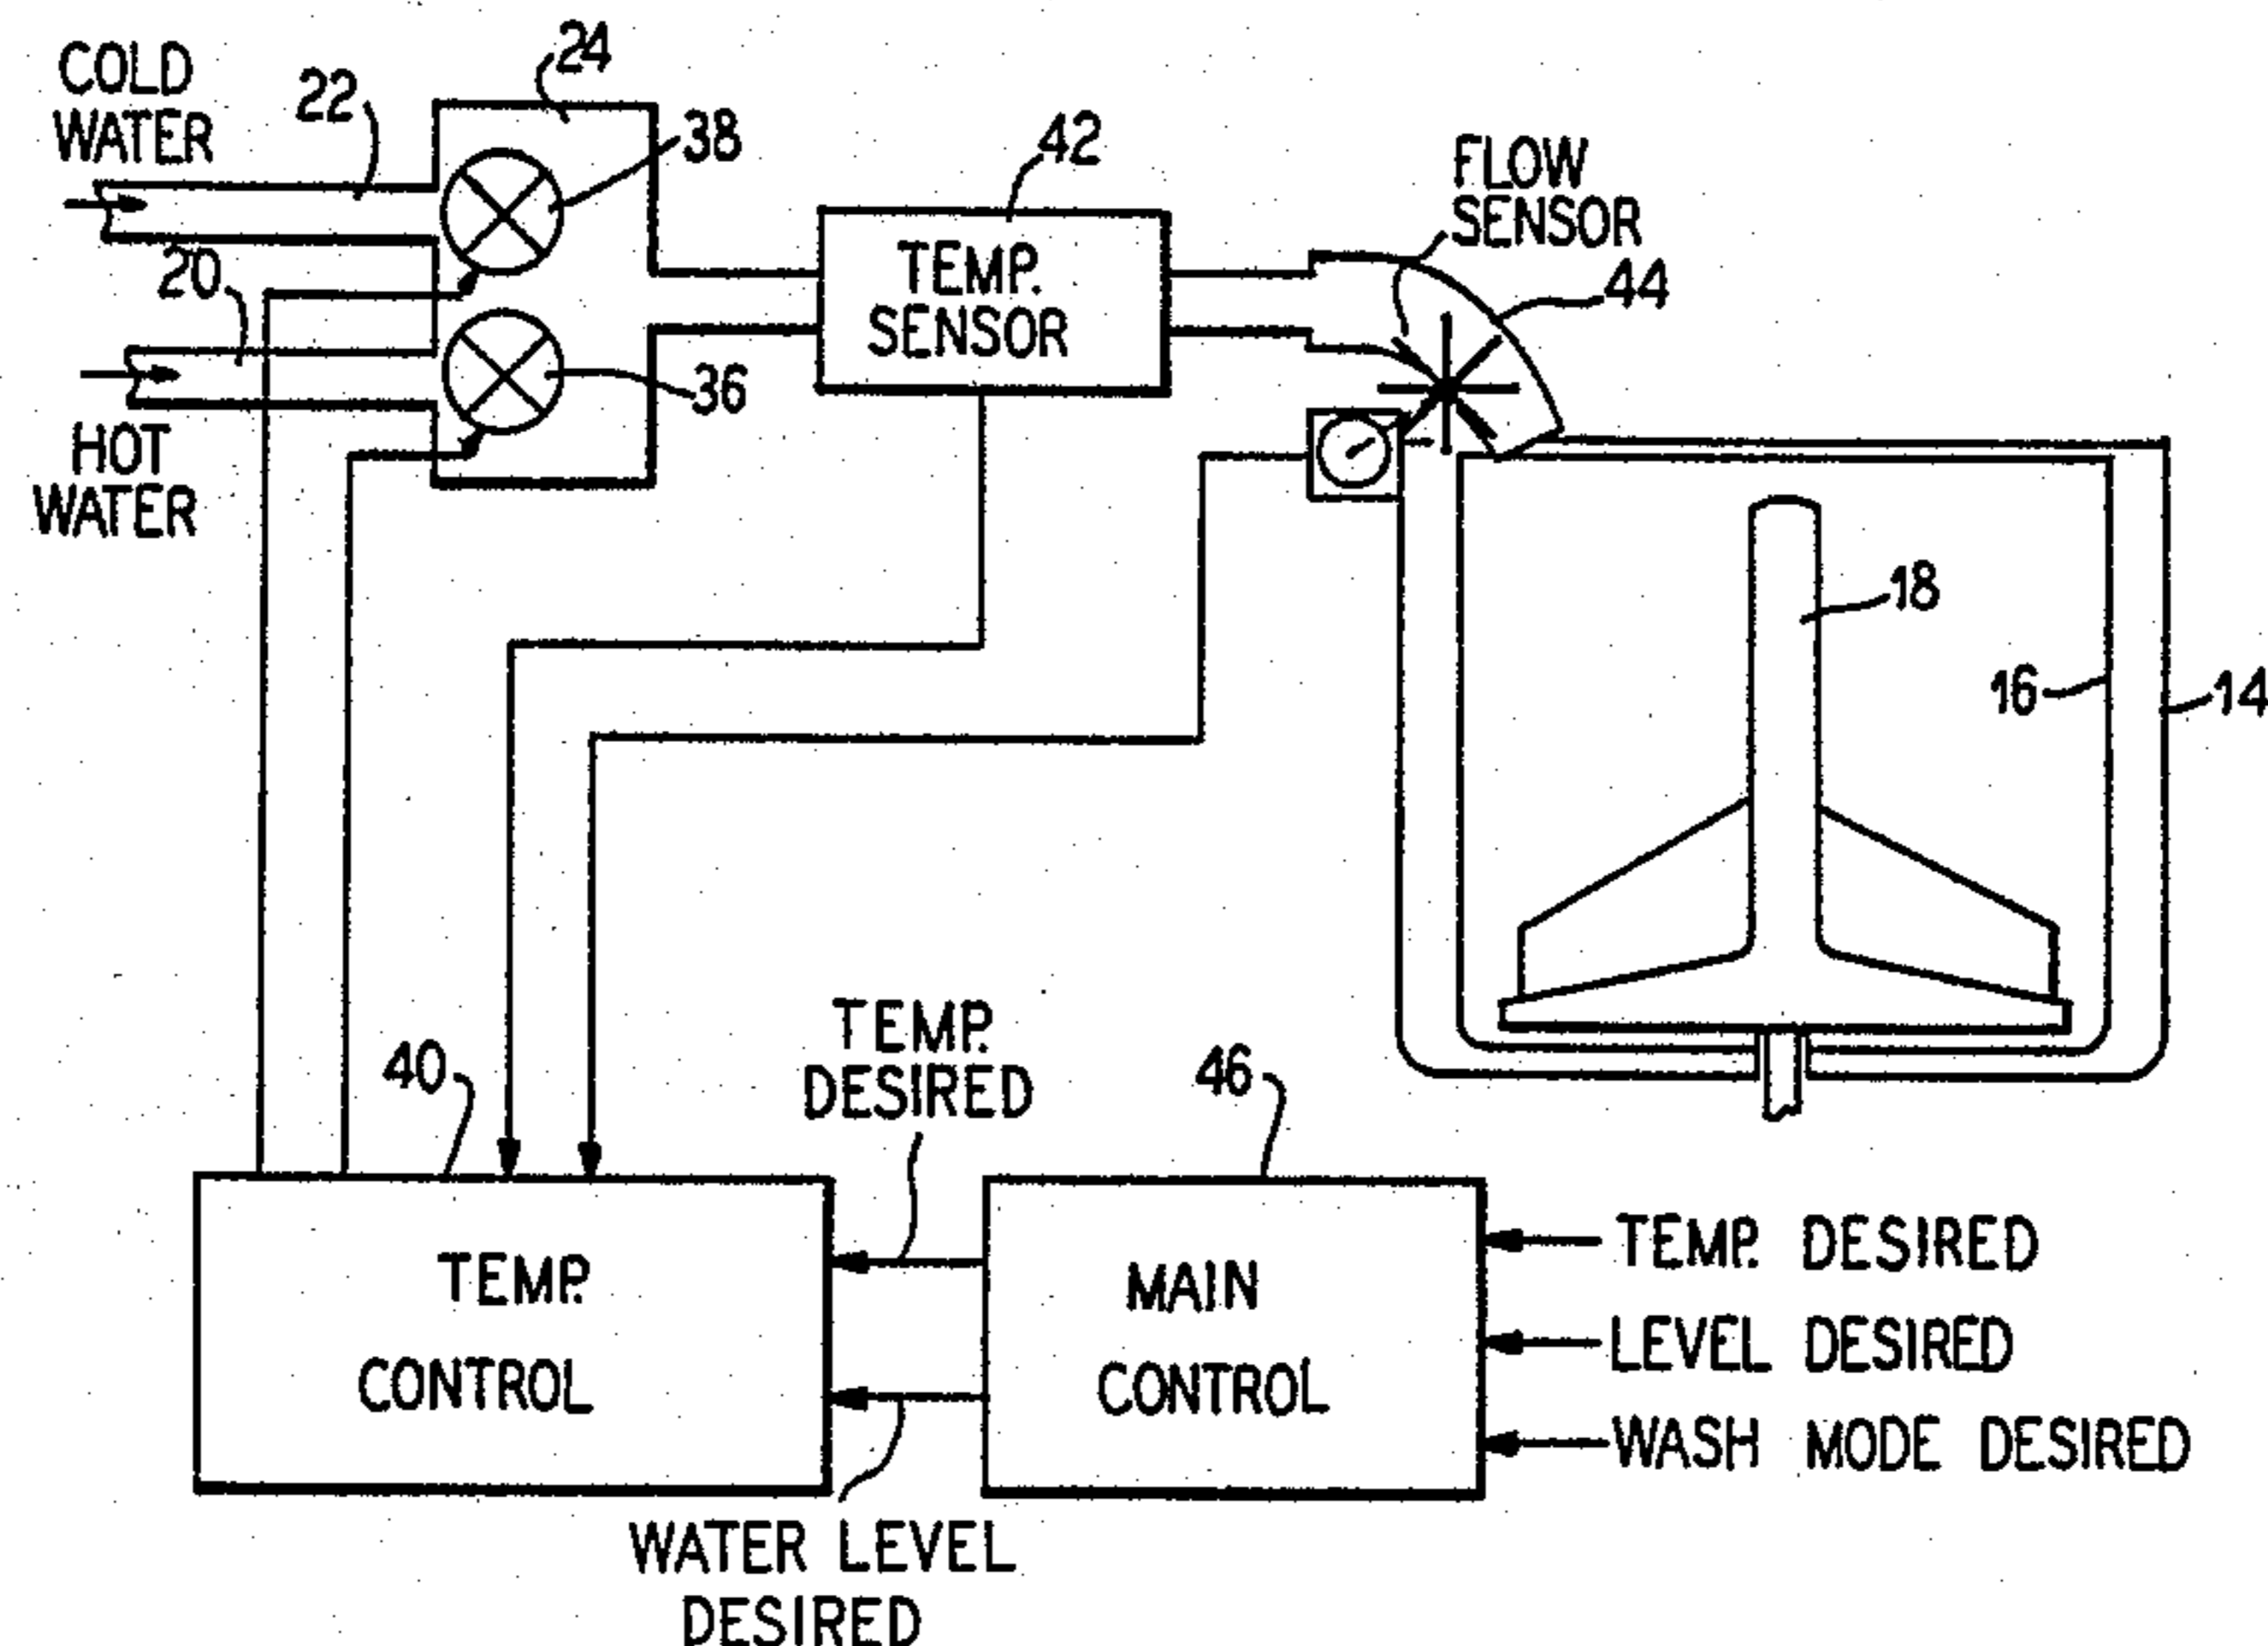 COLD
WATER
22
24
38
42
FLOW
SENSOR
44
20
TEMP.
SENSOR
36
HOT
WATER
18
16
14
40
TEMP.
DESIRED
46
TEMP.
CONTROL
MAIN
CONTROL
TEMP. DESIRED
LEVEL DESIRED
WASH MODE DESIRED
WATER LEVEL
DESIRED